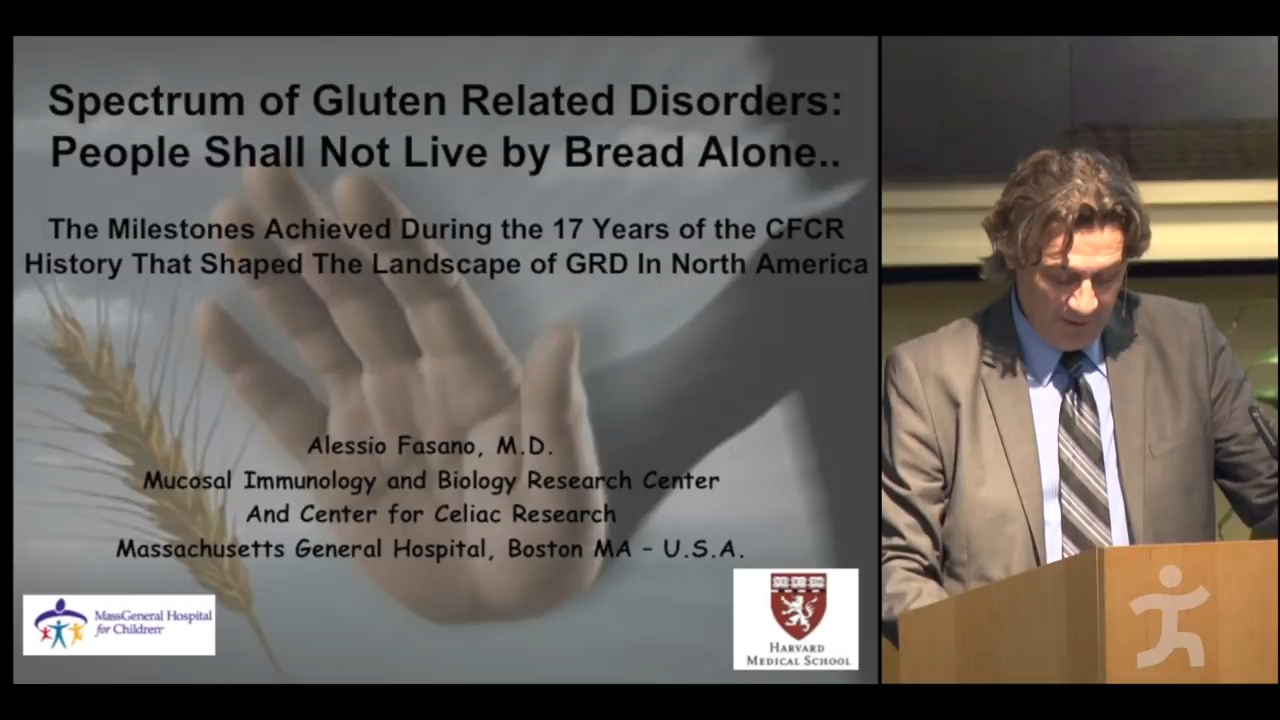 Spectrum of Gluten Related Disorders:
People Shall Not Live by Bread Alone..
The Milestones Achieved During the 17 Years of the CFCR
History That Shaped The Landscape of GRD In North America
Alessio Fasano, M.D.
Mucosal Immunology and Biology Research Center
And Center for Celiac Research
Massachusetts General Hospital, Boston MA – U.S.A.
MassGeneral Hospital
for Children
HARVARD
MEDICAL SCHOOL